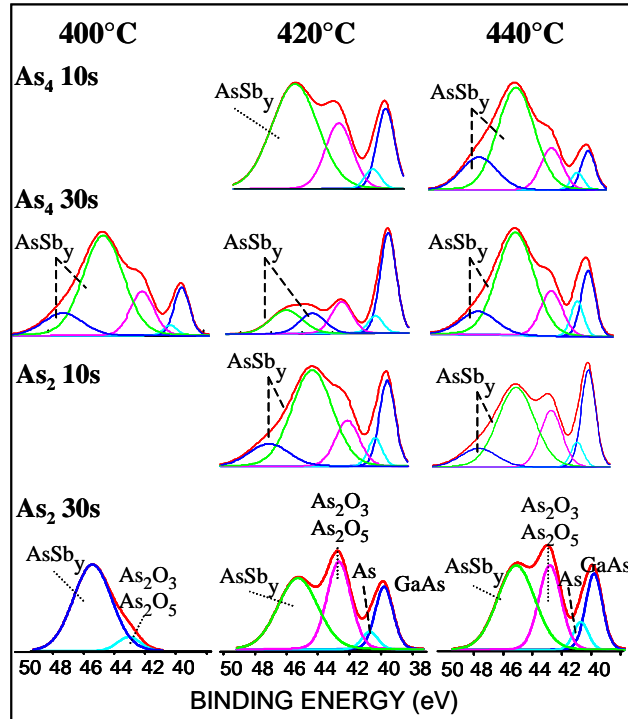 400°C 420°C 440°C
As4 10s
AsSby AsSby
As4 30s
AsSby AsSby AsSby
As2 10s
AsSby AsSby
As2 30s
As2O3
As2O5
As2O3
As2O5
AsSby As2O3
As2O5
AsSby As GaAs
AsSby As GaAs
50 48 46 44 42 40 50 48 46 44 42 40 38 50 48 46 44 42 40
BINDING ENERGY (eV)